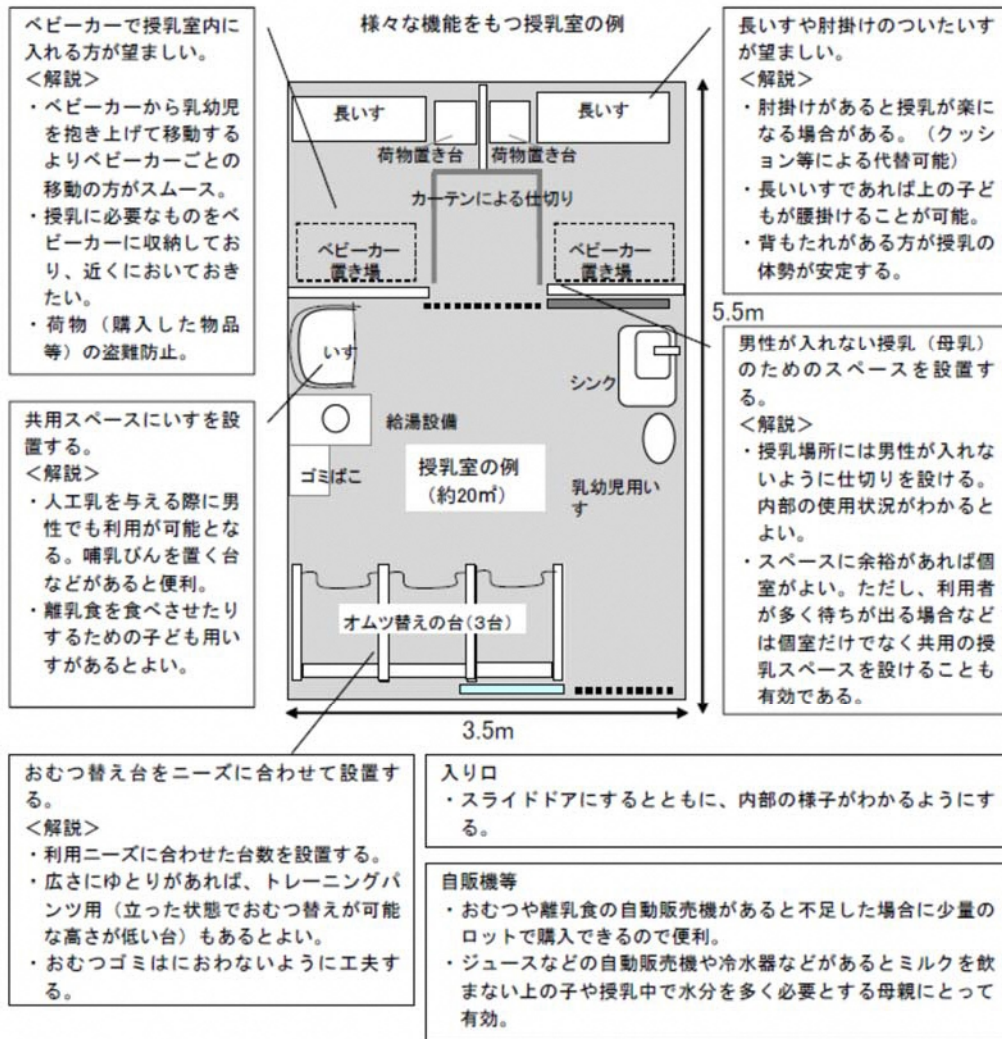 様々な機能をもつ授乳室の例
ベビーカーで授乳室内に
入れる方が望ましい。
＜解説＞
・ベビーカーから乳幼児
を抱き上げて移動する
よりベビーカーごとの
移動の方がスムース。
・授乳に必要なものをベ
ビーカーに収納してお
り、近くにおいておき
たい。
・荷物（購入した物品
等）の盗難防止。
共用スペースにいすを設
置する。
＜解説＞
・人工乳を与える際に男
性でも利用が可能とな
る。哺乳びんを置く台
などがあると便利。
・離乳食を食べさせたり
するための子ども用い
すがあるとよい。
長いす
長いす
荷物置き台
荷物置き台
カーテンによる仕切り
ベビーカー
置き場
ベビーカー
置き場
いす
シンク
給湯設備
ゴミばこ
授乳室の例
（約20㎡）
乳幼児用い
す
オムツ替えの台（3台）
5.5m
3.5m
長いすや肘掛けのついたいす
が望ましい。
＜解説＞
・肘掛けがあると授乳が楽に
なる場合がある。（クッシ
ョン等による代替可能）
・長いいすであれば上の子ど
もが腰掛けることが可能。
・背もたれがある方が授乳の
体勢が安定する。
男性が入れない授乳（母乳）
のためのスペースを設置す
る。
＜解説＞
・授乳場所には男性が入れな
いように仕切りを設ける。
内部の使用状況がわかると
よい。
・スペースに余裕があれば個
室がよい。ただし、利用者
が多く待ちが出る場合など
は個室だけでなく共用の授
乳スペースを設けることも
有効である。
おむつ替え台をニーズに合わせて設置す
る。
＜解説＞
・利用ニーズに合わせた台数を設置する。
・広さにゆとりがあれば、トレーニングパ
ンツ用（立った状態でおむつ替えが可能
な高さが低い台）もあるとよい。
・おむつゴミはにおわないように工夫す
る。
入り口
・スライドドアにするとともに、内部の様子がわかるようにす
る。
自販機等
・おむつや離乳食の自動販売機があると不足した場合に少量の
ロットで購入できるので便利。
・ジュースなどの自動販売機や冷水器などがあるとミルクを飲
まない上の子や授乳中で水分を多く必要とする母親にとって
有効。